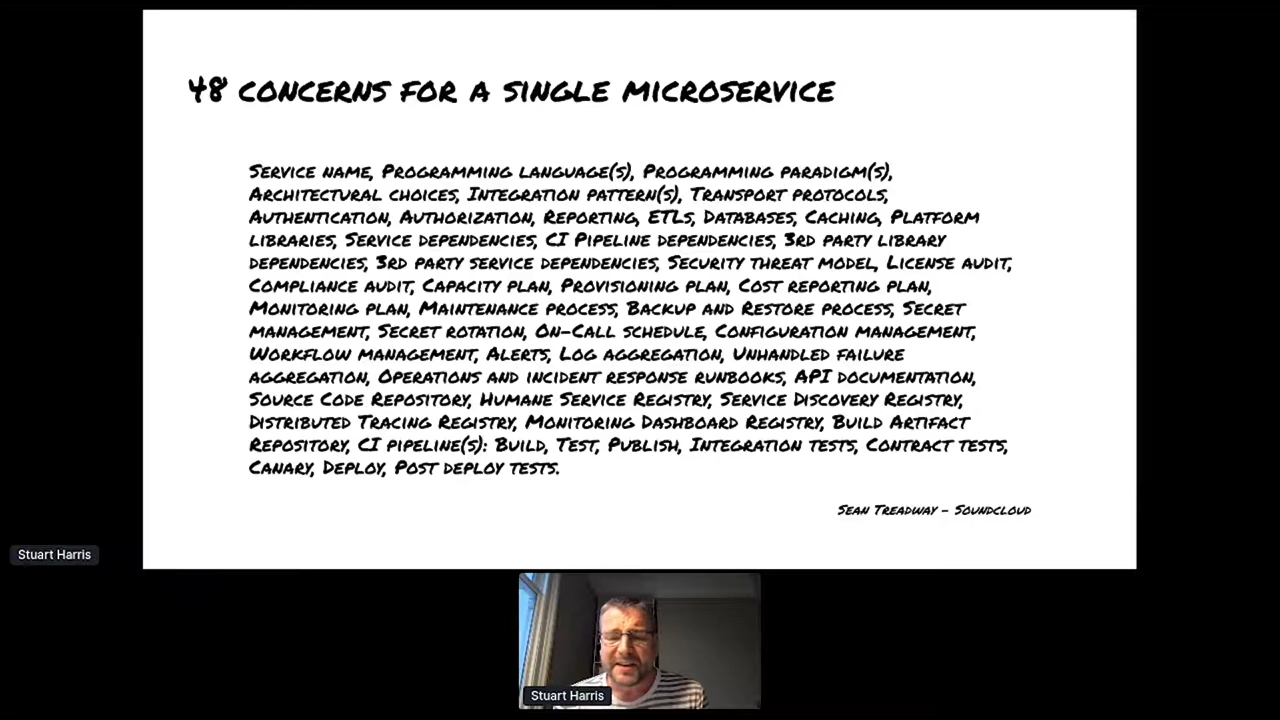 48 concerns for a single microservice
Service name, Programming language(s), Programming paradigm(s),
Architectural choices, Integration pattern(s), Transport protocols,
Authentication, Authorization, Reporting, ETLs, Databases, Caching, Platform
libraries, Service dependencies, CI Pipeline dependencies, 3rd party library
dependencies, 3rd party service dependencies, Security threat model, License audit,
Compliance audit, Capacity plan, Provisioning plan, Cost reporting plan,
Monitoring plan, Maintenance process, Backup and Restore process, Secret
management, Secret rotation, On-Call schedule, Configuration management,
Workflow management, Alerts, Log aggregation, Unhandled failure
aggregation, Operations and incident response runbooks, API documentation,
Source Code Repository, Humane Service Registry, Service Discovery Registry,
Distributed Tracing Registry, Monitoring Dashboard Registry, Build Artifact
Repository, CI pipeline(s): Build, Test, Publish, Integration tests, Contract tests,
Canary, Deploy, Post deploy tests.
Sean Treadway - Soundcloud
Stuart Harris
Stuart Harris